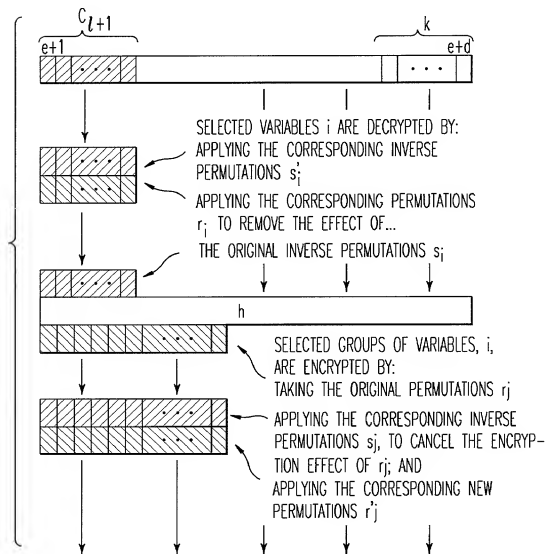 Cℓ+1
k
e+1
e+d
• • •
• • •
SELECTED VARIABLES i ARE DECRYPTED BY:
APPLYING THE CORRESPONDING INVERSE
PERMUTATIONS s'i
• • •
• • •
APPLYING THE CORRESPONDING PERMUTATIONS
ri TO REMOVE THE EFFECT OF...
THE ORIGINAL INVERSE PERMUTATIONS si
• • •
h
• • •
SELECTED GROUPS OF VARIABLES, i,
ARE ENCRYPTED BY:
TAKING THE ORIGINAL PERMUTATIONS rj
• • •
• • •
APPLYING THE CORRESPONDING INVERSE
PERMUTATIONS sj, TO CANCEL THE ENCRYP-
TION EFFECT OF rj; AND
APPLYING THE CORRESPONDING NEW
PERMUTATIONS r'j